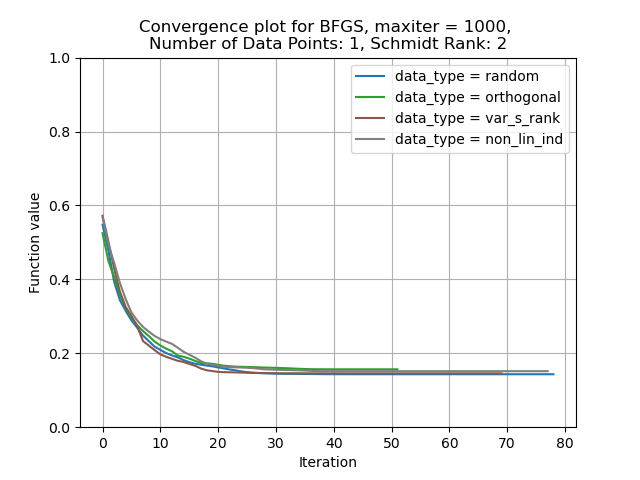 Convergence plot for BFGS, maxiter = 1000,
Number of Data Points: 1, Schmidt Rank: 2
1.0
0.8
0.6
0.4
0.2
0.0
Function value
data_type = random
data_type = orthogonal
data_type = var_s_rank
data_type = non_lin_ind
0 10 20 30 40 50 60 70 80
Iteration